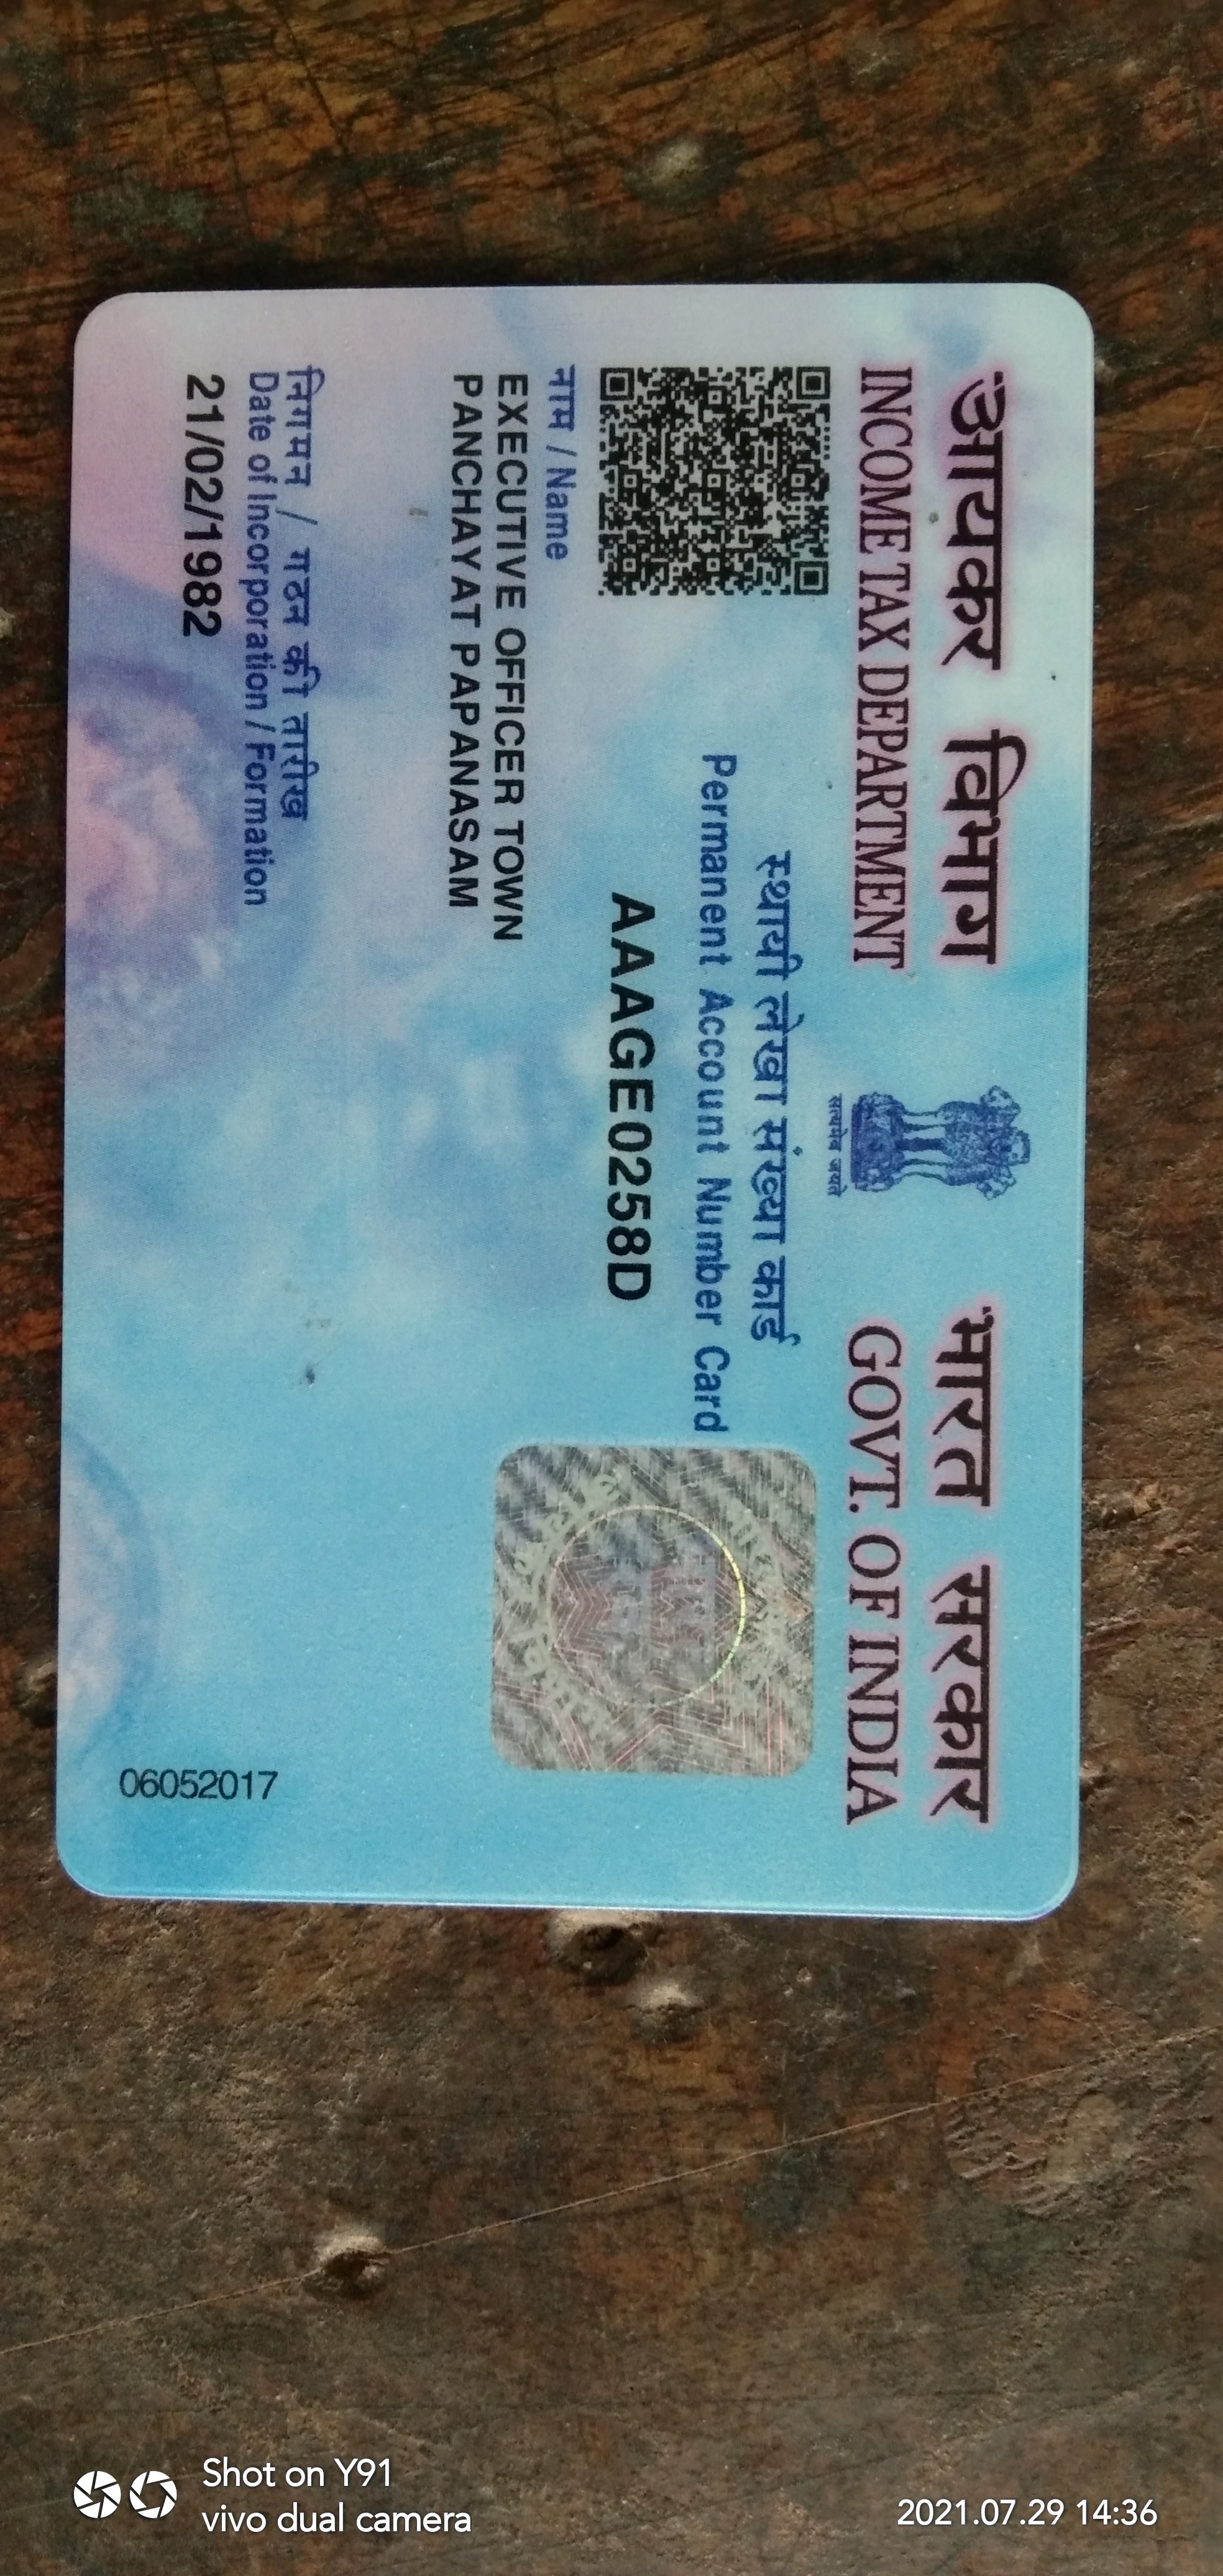 आयकर विभाग
INCOME TAX DEPARTMENT
सत्यमेव जयते
भारत सरकार
GOVT. OF INDIA
स्थायी लेखा संख्या कार्ड
Permanent Account Number Card
AAAGE0258D
नाम / Name
EXECUTIVE OFFICER TOWN
PANCHAYAT PAPANASAM
निगमन / गठन की तारीख
Date of Incorporation / Formation
21/02/1982
06052017
Shot on Y91
vivo dual camera
2021.07.29 14:36